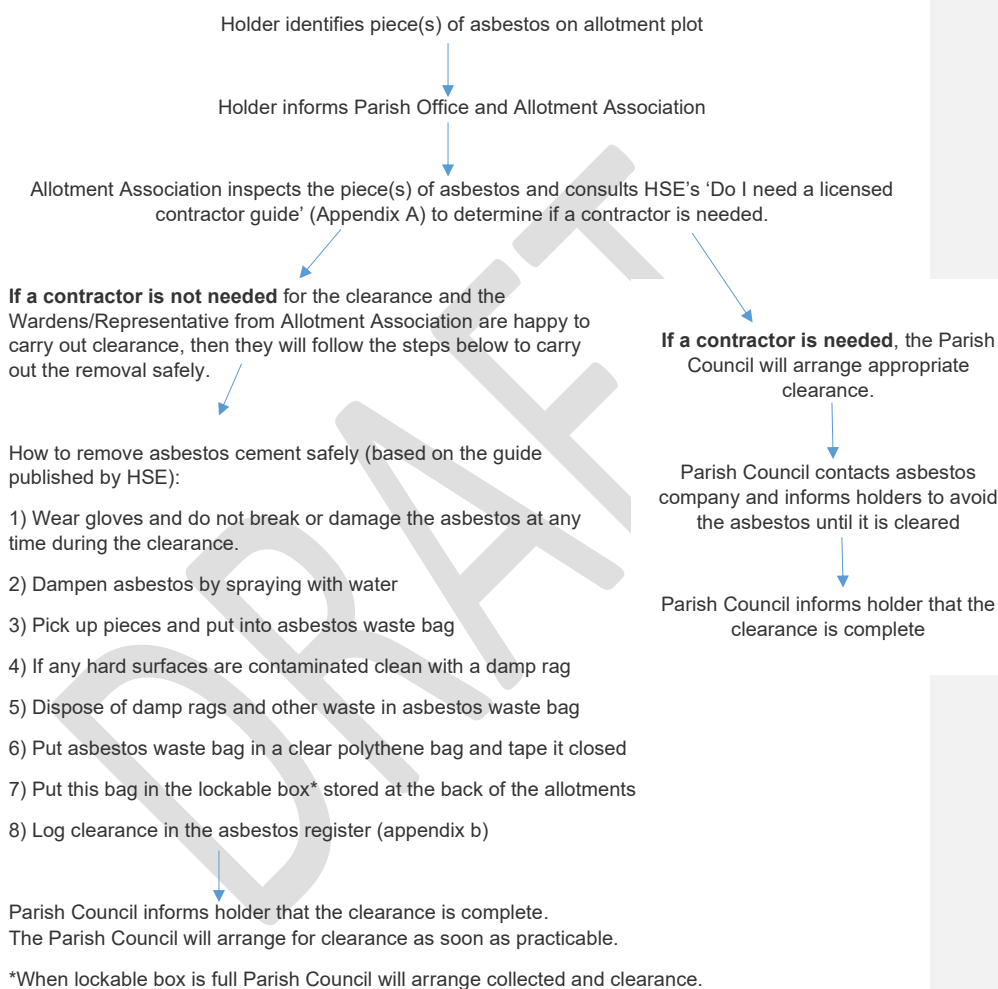 Holder identifies piece(s) of asbestos on allotment plot
Holder informs Parish Office and Allotment Association
Allotment Association inspects the piece(s) of asbestos and consults HSE's 'Do I need a licensed
contractor guide' (Appendix A) to determine if a contractor is needed.
If a contractor is not needed for the clearance and the
Wardens/Representative from Allotment Association are happy to
carry out clearance, then they will follow the steps below to carry
out the removal safely.
How to remove asbestos cement safely (based on the guide
published by HSE):
1) Wear gloves and do not break or damage the asbestos at any
time during the clearance.
2) Dampen asbestos by spraying with water
3) Pick up pieces and put into asbestos waste bag
4) If any hard surfaces are contaminated clean with a damp rag
5) Dispose of damp rags and other waste in asbestos waste bag
6) Put asbestos waste bag in a clear polythene bag and tape it closed
7) Put this bag in the lockable box* stored at the back of the allotments
8) Log clearance in the asbestos register (appendix b)
Parish Council informs holder that the clearance is complete.
The Parish Council will arrange for clearance as soon as practicable.
*When lockable box is full Parish Council will arrange collected and clearance.
If a contractor is needed, the Parish
Council will arrange appropriate
clearance.
Parish Council contacts asbestos
company and informs holders to avoid
the asbestos until it is cleared
Parish Council informs holder that the
clearance is complete
DRAFT